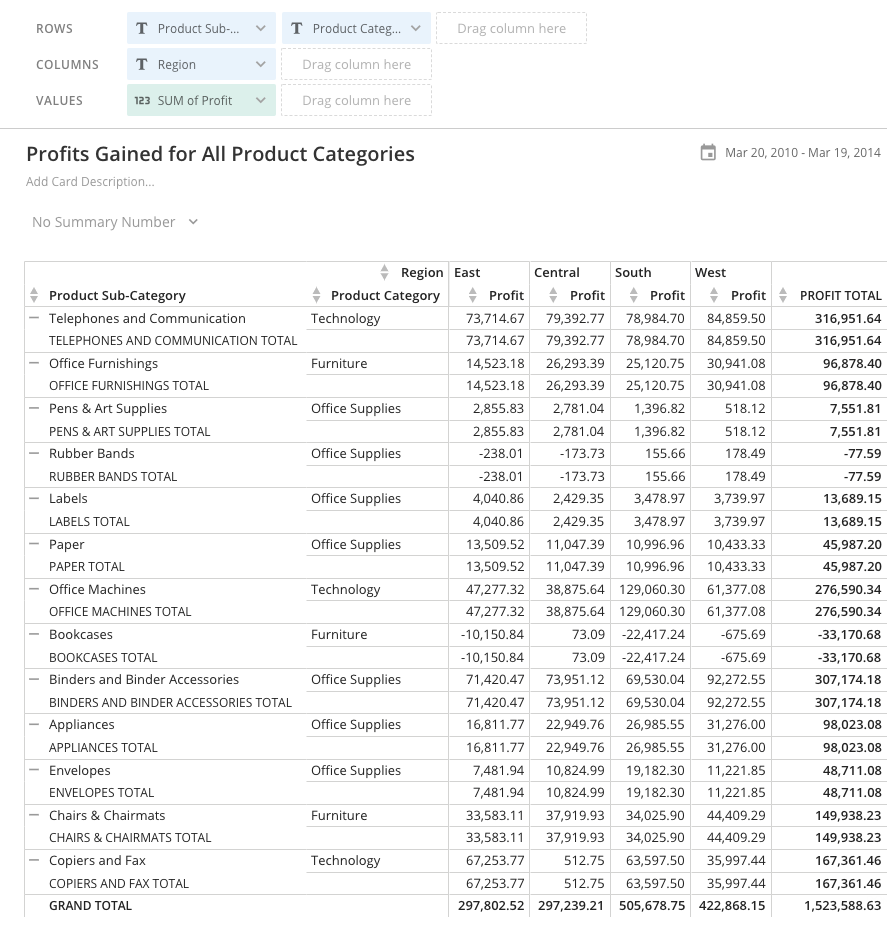 ROWS T Product Sub-... T Product Categ... Drag column here
COLUMNS T Region Drag column here
VALUES 123 SUM of Profit Drag column here
Profits Gained for All Product Categories Mar 20, 2010 - Mar 19, 2014
Add Card Description...
No Summary Number
Region East Central South West
Product Sub-Category Product Category Profit Profit Profit Profit PROFIT TOTAL
Telephones and Communication Technology 73,714.67 79,392.77 78,984.70 84,859.50 316,951.64
TELEPHONES AND COMMUNICATION TOTAL 73,714.67 79,392.77 78,984.70 84,859.50 316,951.64
Office Furnishings Furniture 14,523.18 26,293.39 25,120.75 30,941.08 96,878.40
OFFICE FURNISHINGS TOTAL 14,523.18 26,293.39 25,120.75 30,941.08 96,878.40
Pens & Art Supplies Office Supplies 2,855.83 2,781.04 1,396.82 518.12 7,551.81
PENS & ART SUPPLIES TOTAL 2,855.83 2,781.04 1,396.82 518.12 7,551.81
Rubber Bands Office Supplies -238.01 -173.73 155.66 178.49 -77.59
RUBBER BANDS TOTAL -238.01 -173.73 155.66 178.49 -77.59
Labels Office Supplies 4,040.86 2,429.35 3,478.97 3,739.97 13,689.15
LABELS TOTAL 4,040.86 2,429.35 3,478.97 3,739.97 13,689.15
Paper Office Supplies 13,509.52 11,047.39 10,996.96 10,433.33 45,987.20
PAPER TOTAL 13,509.52 11,047.39 10,996.96 10,433.33 45,987.20
Office Machines Technology 47,277.32 38,875.64 129,060.30 61,377.08 276,590.34
OFFICE MACHINES TOTAL 47,277.32 38,875.64 129,060.30 61,377.08 276,590.34
Bookcases Furniture -10,150.84 73.09 -22,417.24 -675.69 -33,170.68
BOOKCASES TOTAL -10,150.84 73.09 -22,417.24 -675.69 -33,170.68
Binders and Binder Accessories Office Supplies 71,420.47 73,951.12 69,530.04 92,272.55 307,174.18
BINDERS AND BINDER ACCESSORIES TOTAL 71,420.47 73,951.12 69,530.04 92,272.55 307,174.18
Appliances Office Supplies 16,811.77 22,949.76 26,985.55 31,276.00 98,023.08
APPLIANCES TOTAL 16,811.77 22,949.76 26,985.55 31,276.00 98,023.08
Envelopes Office Supplies 7,481.94 10,824.99 19,182.30 11,221.85 48,711.08
ENVELOPES TOTAL 7,481.94 10,824.99 19,182.30 11,221.85 48,711.08
Chairs & Chairmats Furniture 33,583.11 37,919.93 34,025.90 44,409.29 149,938.23
CHAIRS & CHAIRMATS TOTAL 33,583.11 37,919.93 34,025.90 44,409.29 149,938.23
Copiers and Fax Technology 67,253.77 512.75 63,597.50 35,997.44 167,361.46
COPIERS AND FAX TOTAL 67,253.77 512.75 63,597.50 35,997.44 167,361.46
GRAND TOTAL 297,802.52 297,239.21 505,678.75 422,868.15 1,523,588.63